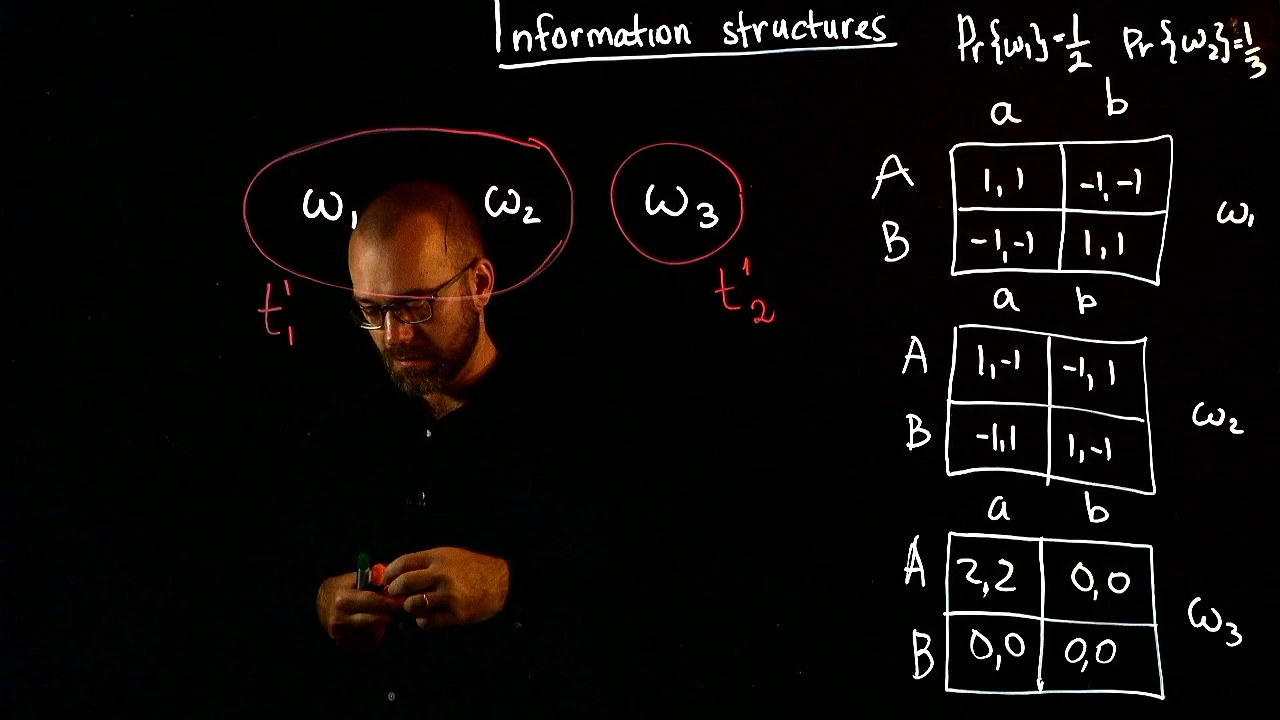 Information structures
Pr{ω₁}=1/2 Pr{ω₂}=1/3
ω₁ ω₂ ω₃
t₁¹ t₂¹
a b
A 1,1 -1,-1
B -1,-1 1,1
ω₁
a b
A 1,-1 -1,1
B -1,1 1,-1
ω₂
a b
A 2,2 0,0
B 0,0 0,0
ω₃